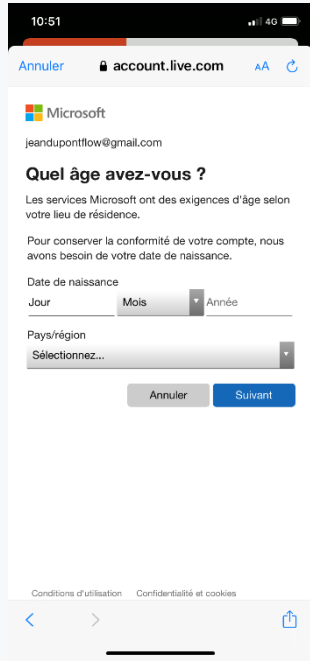 10:51
4G
Annuler
account.live.com
AA
Microsoft
jeandupontflow@gmail.com
Quel âge avez-vous ?
Les services Microsoft ont des exigences d'âge selon
votre lieu de résidence.
Pour conserver la conformité de votre compte, nous
avons besoin de votre date de naissance.
Date de naissance
Jour
Mois
Année
Pays/région
Sélectionnez...
Annuler
Suivant
Conditions d'utilisation
Confidentialité et cookies